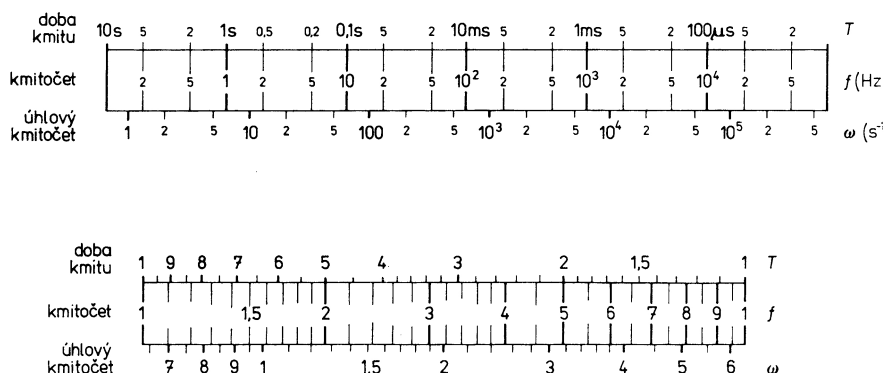 doba kmitu 10s 5 2 1s 0,5 0,2 0,1s 5 2 10ms 5 2 1ms 5 2 100μs 5 2 T
kmitočet 2 5 1 2 5 10 2 5 10² 2 5 10³ 2 5 10⁴ 2 5 f (Hz
úhlový kmitočet 1 2 5 10 2 5 100 2 5 10³ 2 5 10⁴ 2 5 10⁵ 2 5 ω (s⁻
doba kmitu 1 9 8 7 6 5 4 3 2 1,5 1 T
kmitočet 1 1,5 2 3 4 5 6 7 8 9 1 f
úhlový kmitočet 7 8 9 1 1,5 2 3 4 5 6 ω